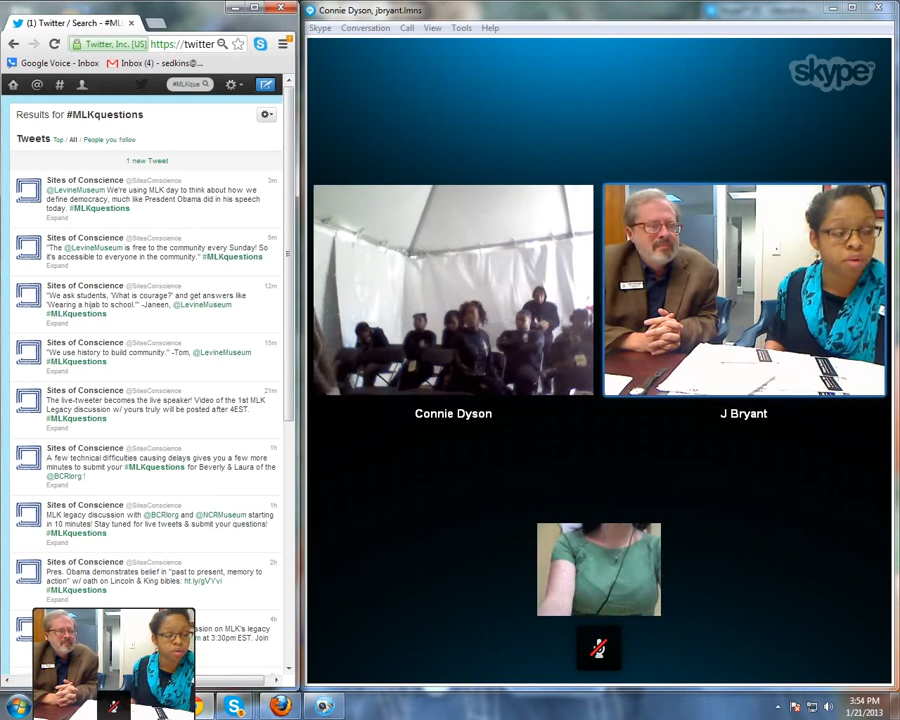 (1) Twitter / Search - #ML
Twitter, Inc. [US]
https://twitter
Google Voice - Inbox
Inbox (4) - sedkins@...
#MLKque
Results for #MLKquestions
Tweets Top / All / People you follow
1 new Tweet
Sites of Conscience @SitesConscience 3m
@LevineMuseum We're using MLK day to think about how we
define democracy, much like President Obama did in his speech
today. #MLKquestions
Expand
Sites of Conscience @SitesConscience 5m
"The @LevineMuseum is free to the community every Sunday! So
it's accessible to everyone in the community." #MLKquestions
Expand
Sites of Conscience @SitesConscience 12m
"We ask students, 'What is courage?' and get answers like
'Wearing a hijab to school.'" -Janeen, @LevineMuseum
#MLKquestions
Expand
Sites of Conscience @SitesConscience 15m
"We use history to build community." -Tom, @LevineMuseum
#MLKquestions
Expand
Sites of Conscience @SitesConscience 21m
The live-tweeter becomes the live speaker! Video of the 1st MLK
Legacy discussion w/ yours truly will be posted after 4EST.
#MLKquestions
Expand
Sites of Conscience @SitesConscience 1h
A few technical difficulties causing delays gives you a few more
minutes to submit your #MLKquestions for Beverly & Laura of the
@BCRIorg !
Expand
Sites of Conscience @SitesConscience 1h
MLK legacy discussion with @BCRIorg and @NCRMuseum starting
in 10 minutes! Stay tuned for live tweets & submit your questions!
#MLKquestions
Expand
Sites of Conscience @SitesConscience 2h
Pres. Obama demonstrates belief in "past to present, memory to
action" w/ oath on Lincoln & King bibles: ht.ly/gVYvi
#MLKquestions
Expand
4h
ssion on MLK's legacy
m at 3:30pm EST. Join
Connie Dyson, jbryant.lmns
Skype Conversation Call View Tools Help
skype
Connie Dyson
J Bryant
3:54 PM
1/21/2013